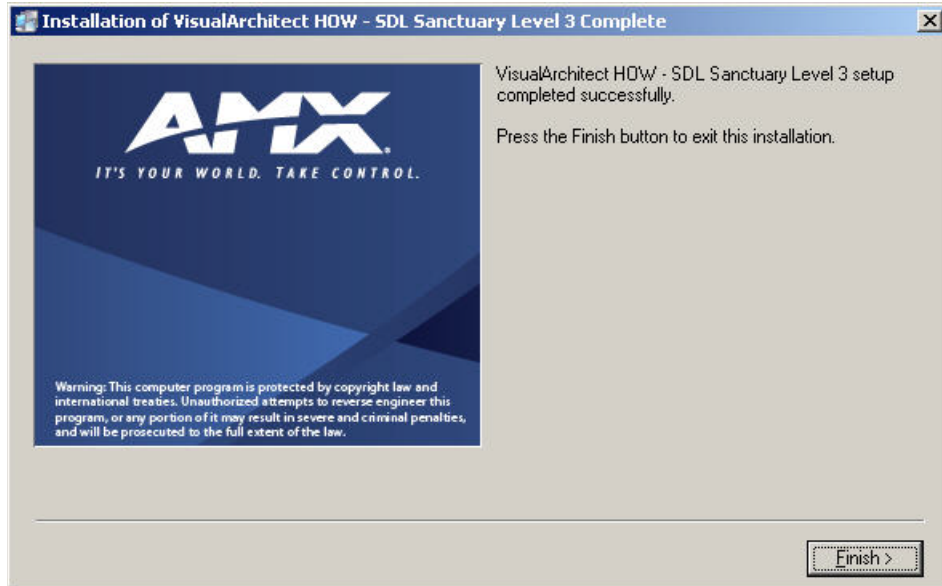 Installation of VisualArchitect HOW - SDL Sanctuary Level 3 Complete
AMX
IT'S YOUR WORLD. TAKE CONTROL.
Warning: This computer program is protected by copyright law and
international treaties. Unauthorized attempts to reverse engineer this
program, or any portion of it may result in severe and criminal penalties,
and will be prosecuted to the full extent of the law.
VisualArchitect HOW - SDL Sanctuary Level 3 setup
completed successfully.
Press the Finish button to exit this installation.
Finish >